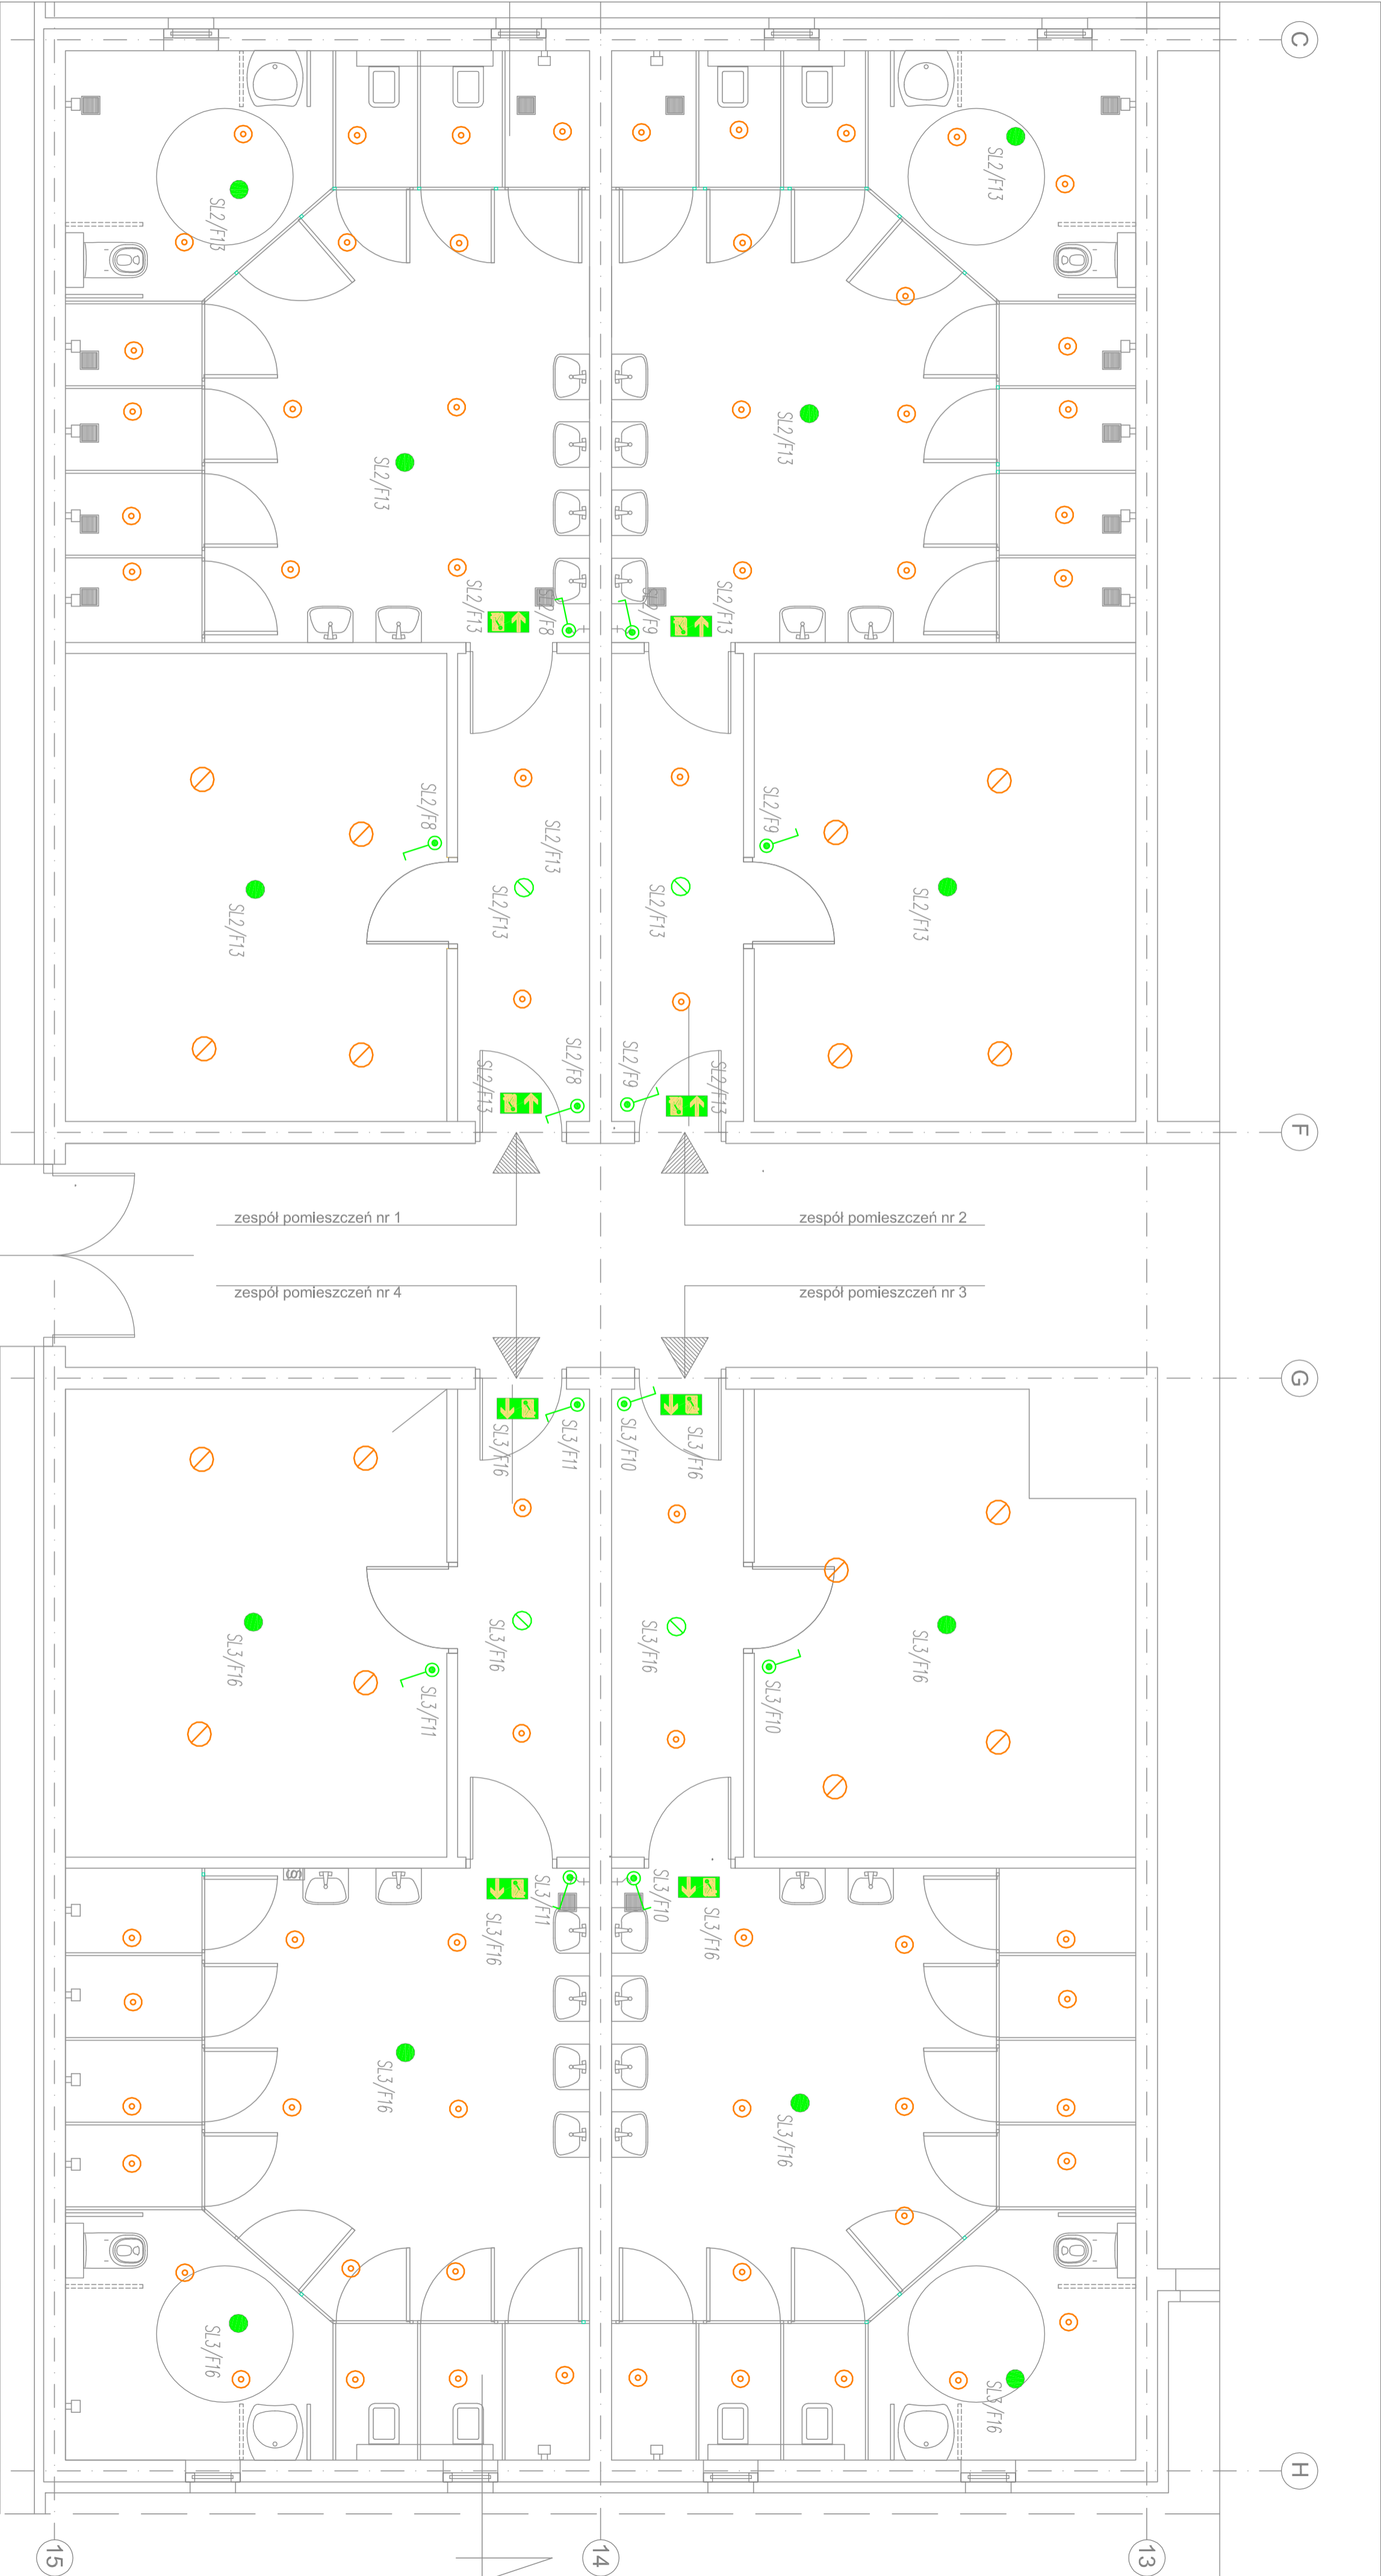 C
SL2/F13
SL2/F13
SL2/F13
SL2/F13
SL2/F13
SL2/F8
SL2/F9
SL2/F13
SL2/F8
SL2/F13
SL2/F9
SL2/F13
SL2/F13
SL2/F13
SL2/F13
SL2/F13
SL2/F8
SL2/F9
SL2/F13
F
zespół pomieszczeń nr 1
zespół pomieszczeń nr 2
zespół pomieszczeń nr 4
zespół pomieszczeń nr 3
G
SL3/F16
SL3/F11
SL3/F10
SL3/F16
SL3/F16
SL3/F16
SL3/F16
SL3/F16
SL3/F11
SL3/F10
S
SL3/F16
SL3/F11
SL3/F10
SL3/F16
SL3/F16
SL3/F16
SL3/F16
SL3/F16
H
15
14
13